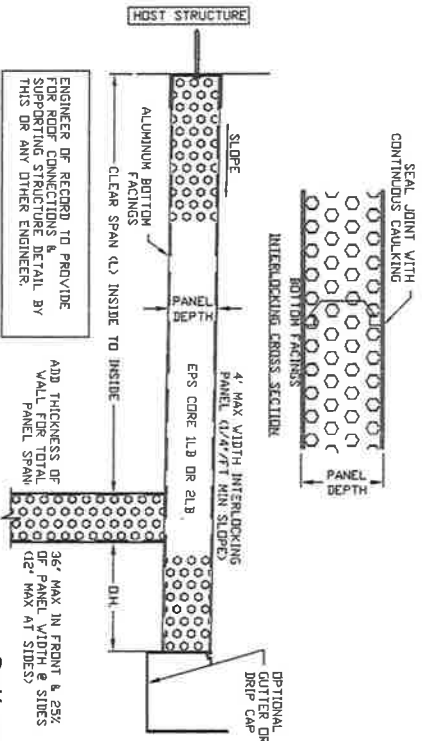 SEAL JOINT WITH
CONTINUOUS CAULKING
PANEL
DEPTH
BOTTOM FACINGS
INTERLOCKING CROSS SECTION
HOST STRUCTURE
SLOPE
4' MAX WIDTH INTERLOCKING
PANEL (1/4"/FT MIN SLOPE)
OPTIONAL
GUTTER OR
DRIP CAP
PANEL
DEPTH
EPS CORE 1LB OR 2LB
ALUMINUM BOTTOM
FACINGS
CLEAR SPAN (L) INSIDE TO INSIDE
O.H.
ENGINEER OF RECORD TO PROVIDE
FOR ROOF CONNECTIONS &
SUPPORTING STRUCTURE DETAIL BY
THIS OR ANY OTHER ENGINEER.
ADD THICKNESS OF
WALL FOR TOTAL
PANEL SPAN
36" MAX IN FRONT & 25%
OF PANEL WIDTH @ SIDES
(12" MAX AT SIDES)